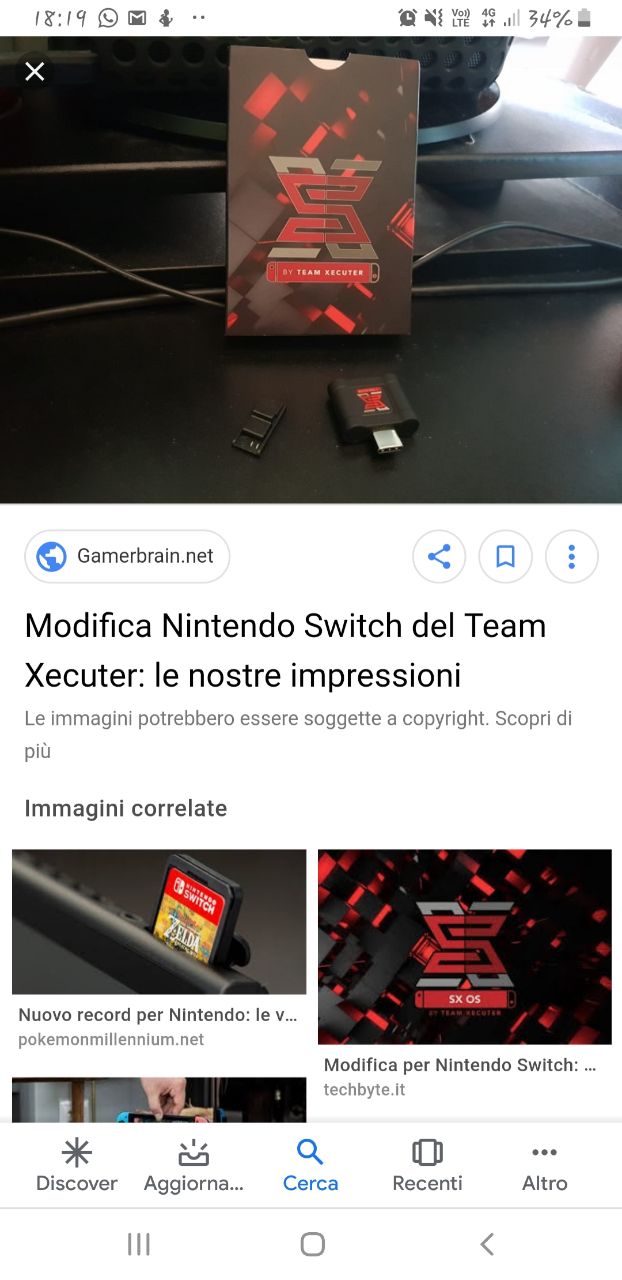 18:19
Vo))
LTE
4G
34%
BY TEAM XECUTER
Gamerbrain.net
Modifica Nintendo Switch del Team
Xecuter: le nostre impressioni
Le immagini potrebbero essere soggette a copyright. Scopri di
più
Immagini correlate
NINTENDO
SWITCH
ZELDA
SX OS
BY TEAM XECUTER
Nuovo record per Nintendo: le v...
pokemonmillennium.net
Modifica per Nintendo Switch: ...
techbyte.it
Discover
Aggiorna...
Cerca
Recenti
Altro